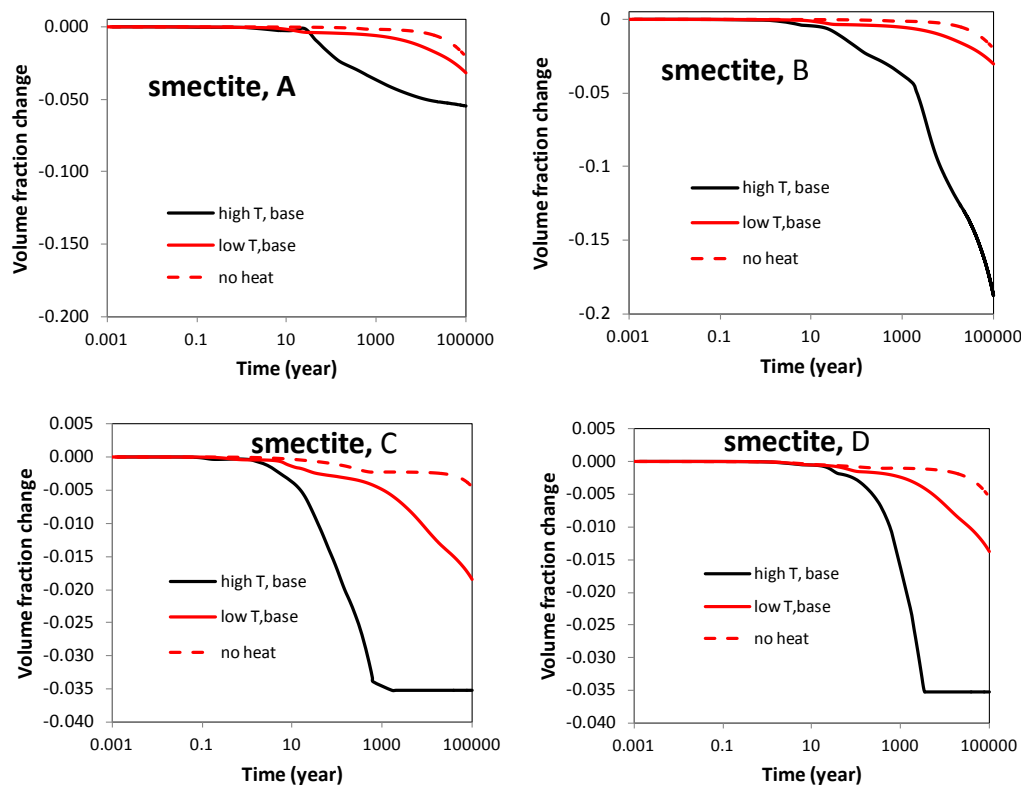 smectite, A
Volume fraction change
0.000
-0.050
-0.100
-0.150
-0.200
high T, base
low T,base
no heat
0.001
0.1
10
1000
100000
Time (year)
smectite, B
Volume fraction change
0
-0.05
-0.1
-0.15
-0.2
high T, base
low T,base
no heat
0.001
0.1
10
1000
100000
Time (year)
smectite, C
Volume fraction change
0.005
0.000
-0.005
-0.010
-0.015
-0.020
-0.025
-0.030
-0.035
-0.040
high T, base
low T,base
no heat
0.001
0.1
10
1000
100000
Time (year)
smectite, D
Volume fraction change
0.005
0.000
-0.005
-0.010
-0.015
-0.020
-0.025
-0.030
-0.035
-0.040
high T, base
low T,base
no heat
0.001
0.1
10
1000
100000
Time (year)